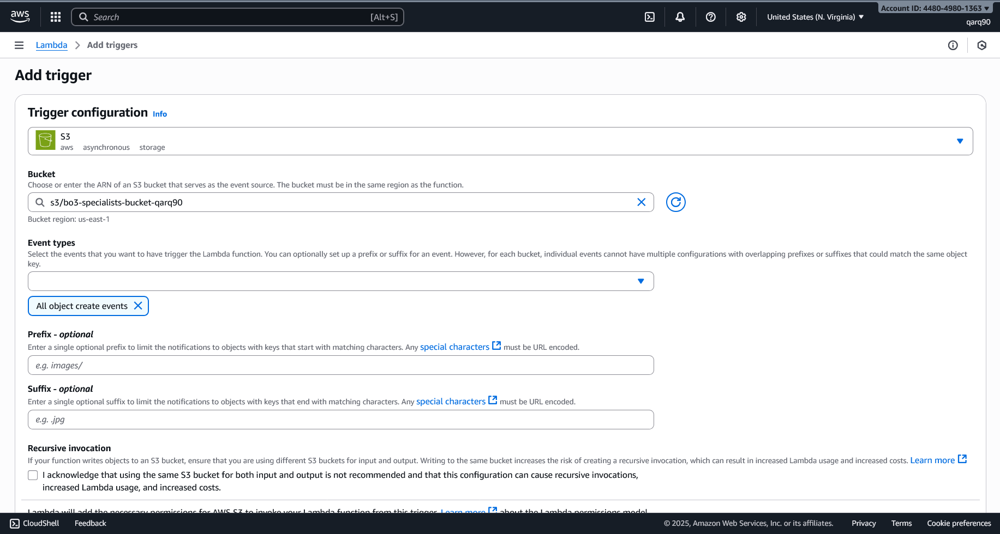 aws
Search
[Alt+S]
United States (N. Virginia)
Account ID: 4480-4980-1363
qarq90
Lambda
Add triggers
Add trigger
Trigger configuration Info
S3
aws asynchronous storage
Bucket
Choose or enter the ARN of an S3 bucket that serves as the event source. The bucket must be in the same region as the function.
s3/bo3-specialists-bucket-qarq90
Bucket region: us-east-1
Event types
Select the events that you want to have trigger the Lambda function. You can optionally set up a prefix or suffix for an event. However, for each bucket, individual events cannot have multiple configurations with overlapping prefixes or suffixes that could match the same object
key.
All object create events
Prefix - optional
Enter a single optional prefix to limit the notifications to objects with keys that start with matching characters. Any special characters must be URL encoded.
e.g. images/
Suffix - optional
Enter a single optional suffix to limit the notifications to objects with keys that end with matching characters. Any special characters must be URL encoded.
e.g. .jpg
Recursive invocation
If your function writes objects to an S3 bucket, ensure that you are using different S3 buckets for input and output. Writing to the same bucket increases the risk of creating a recursive invocation, which can result in increased Lambda usage and increased costs. Learn more
I acknowledge that using the same S3 bucket for both input and output is not recommended and that this configuration can cause recursive invocations,
increased Lambda usage, and increased costs.
Lambda will add the necessary permissions for AWS S3 to invoke your Lambda function from this trigger. Learn more about the Lambda permissions model.
CloudShell
Feedback
© 2025, Amazon Web Services, Inc. or its affiliates.
Privacy
Terms
Cookie preferences